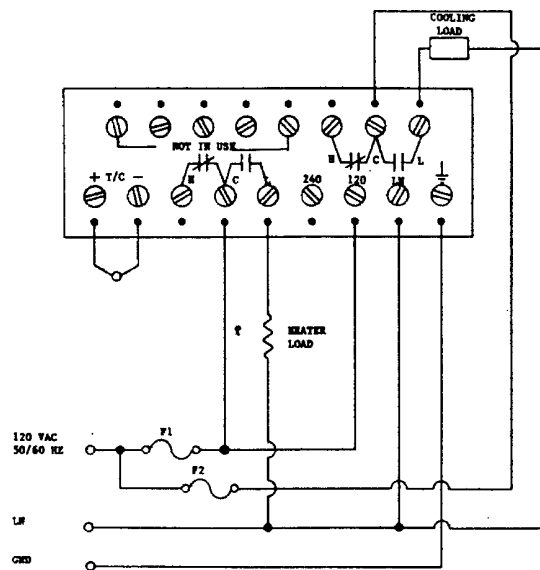 COOLING
LOAD
NOT IN USE
N C L
N C L
+ T/C -
240 120 LN
HEATER
LOAD
120 VAC
50/60 HZ
F1
F2
LN
GND